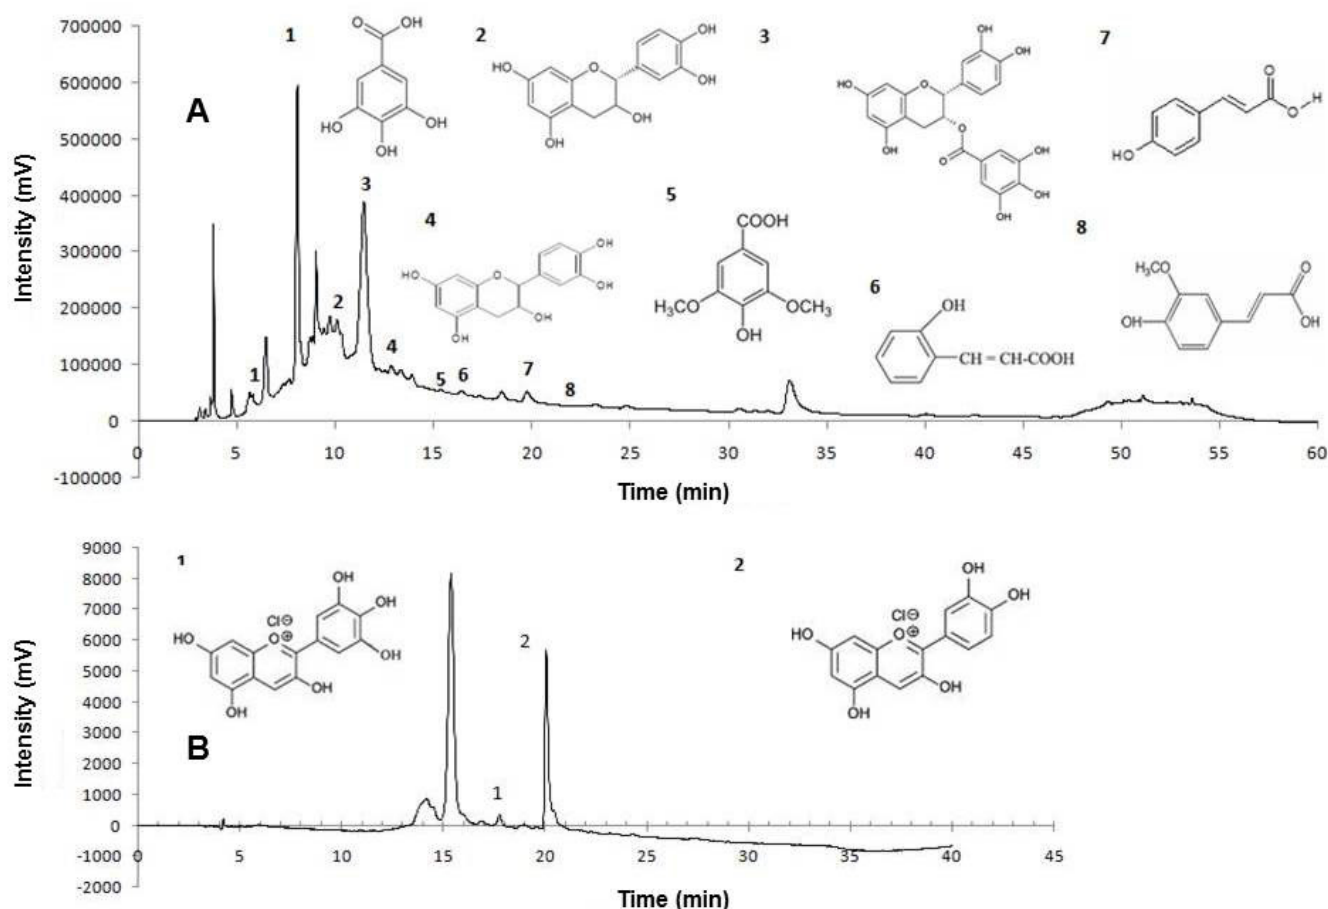 700000
600000
500000
400000
300000
200000
100000
0
-100000
Intensity (mV)
A
0 5 10 15 20 25 30 35 40 45 50 55 60
Time (min)
1
O OH
HO OH
OH
2
OH
HO O OH
OH
OH
3
OH
OH
HO O
OH O
O OH
OH
OH
7
O
O H
HO
4
OH
HO O OH
OH
OH
5
COOH
H₃CO OCH₃
OH
6
OH
CH=CH-COOH
8
H₃CO O
HO OH
1
2
3
4
5
6
7
8
9000
8000
7000
6000
5000
4000
3000
2000
1000
0
-1000
-2000
Intensity (mV)
B
0 5 10 15 20 25 30 35 40 45
Time (min)
1
OH
Cl⊖ OH
HO O⊕ OH
OH
OH
2
OH
Cl⊖ OH
HO O⊕
OH
OH
1
2